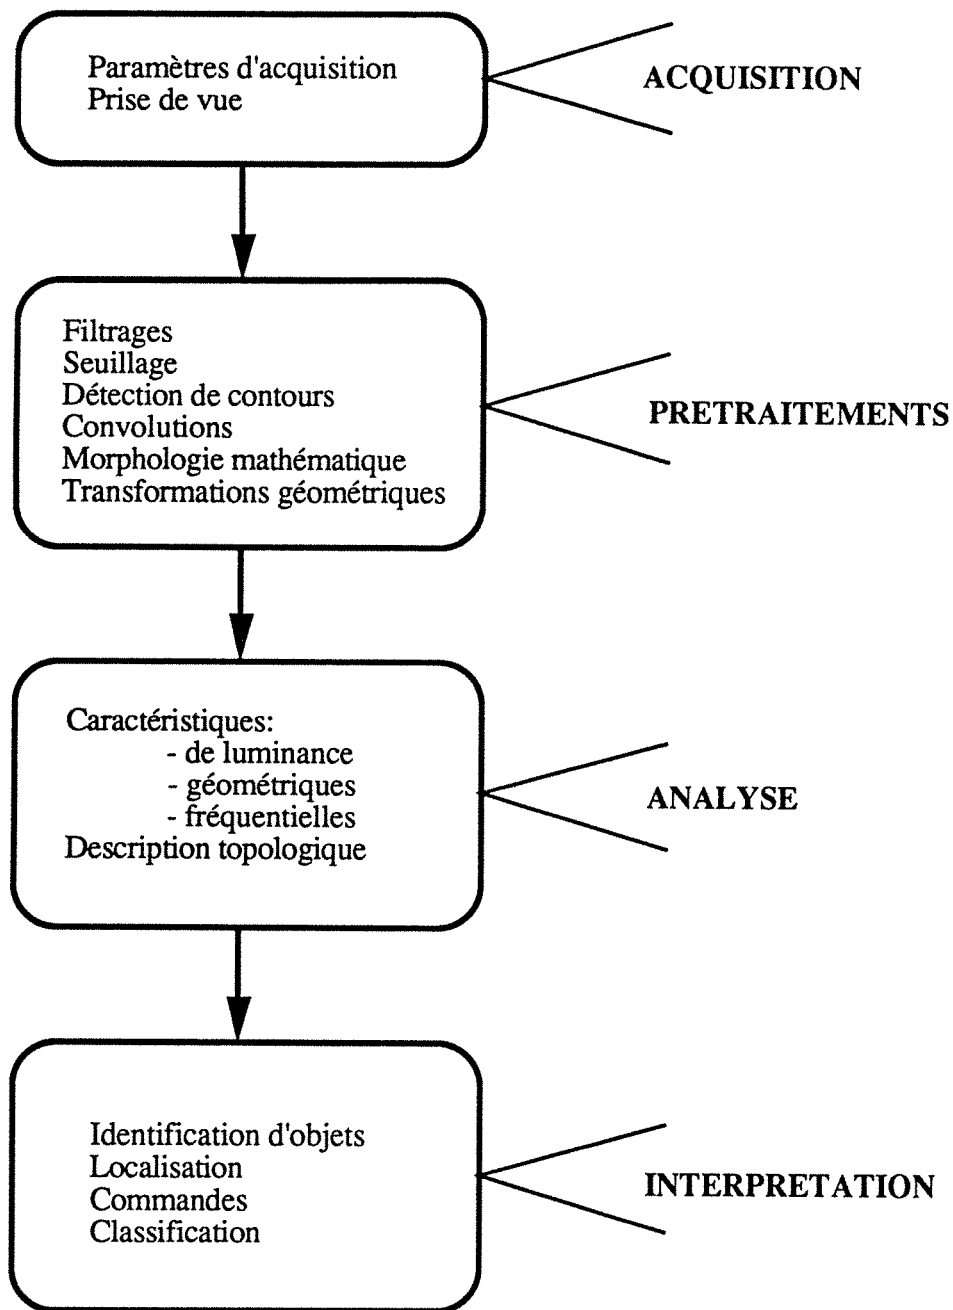 Paramètres d'acquisition
Prise de vue
ACQUISITION
Filtrages
Seuillage
Détection de contours
Convolutions
Morphologie mathématique
Transformations géométriques
PRETRAITEMENTS
Caractéristiques:
- de luminance
- géométriques
- fréquentielles
Description topologique
ANALYSE
Identification d'objets
Localisation
Commandes
Classification
INTERPRETATION